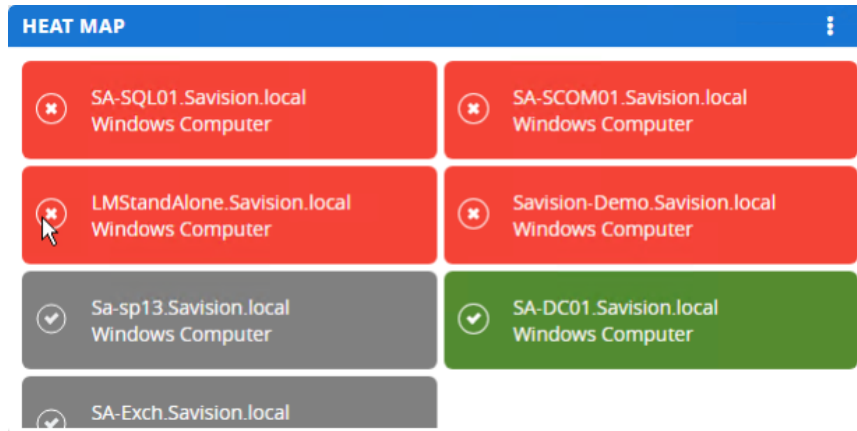 HEAT MAP
SA-SQL01.Savision.local
Windows Computer
SA-SCOM01.Savision.local
Windows Computer
LMStandAlone.Savision.local
Windows Computer
Savision-Demo.Savision.local
Windows Computer
Sa-sp13.Savision.local
Windows Computer
SA-DC01.Savision.local
Windows Computer
SA-Exch.Savision.local